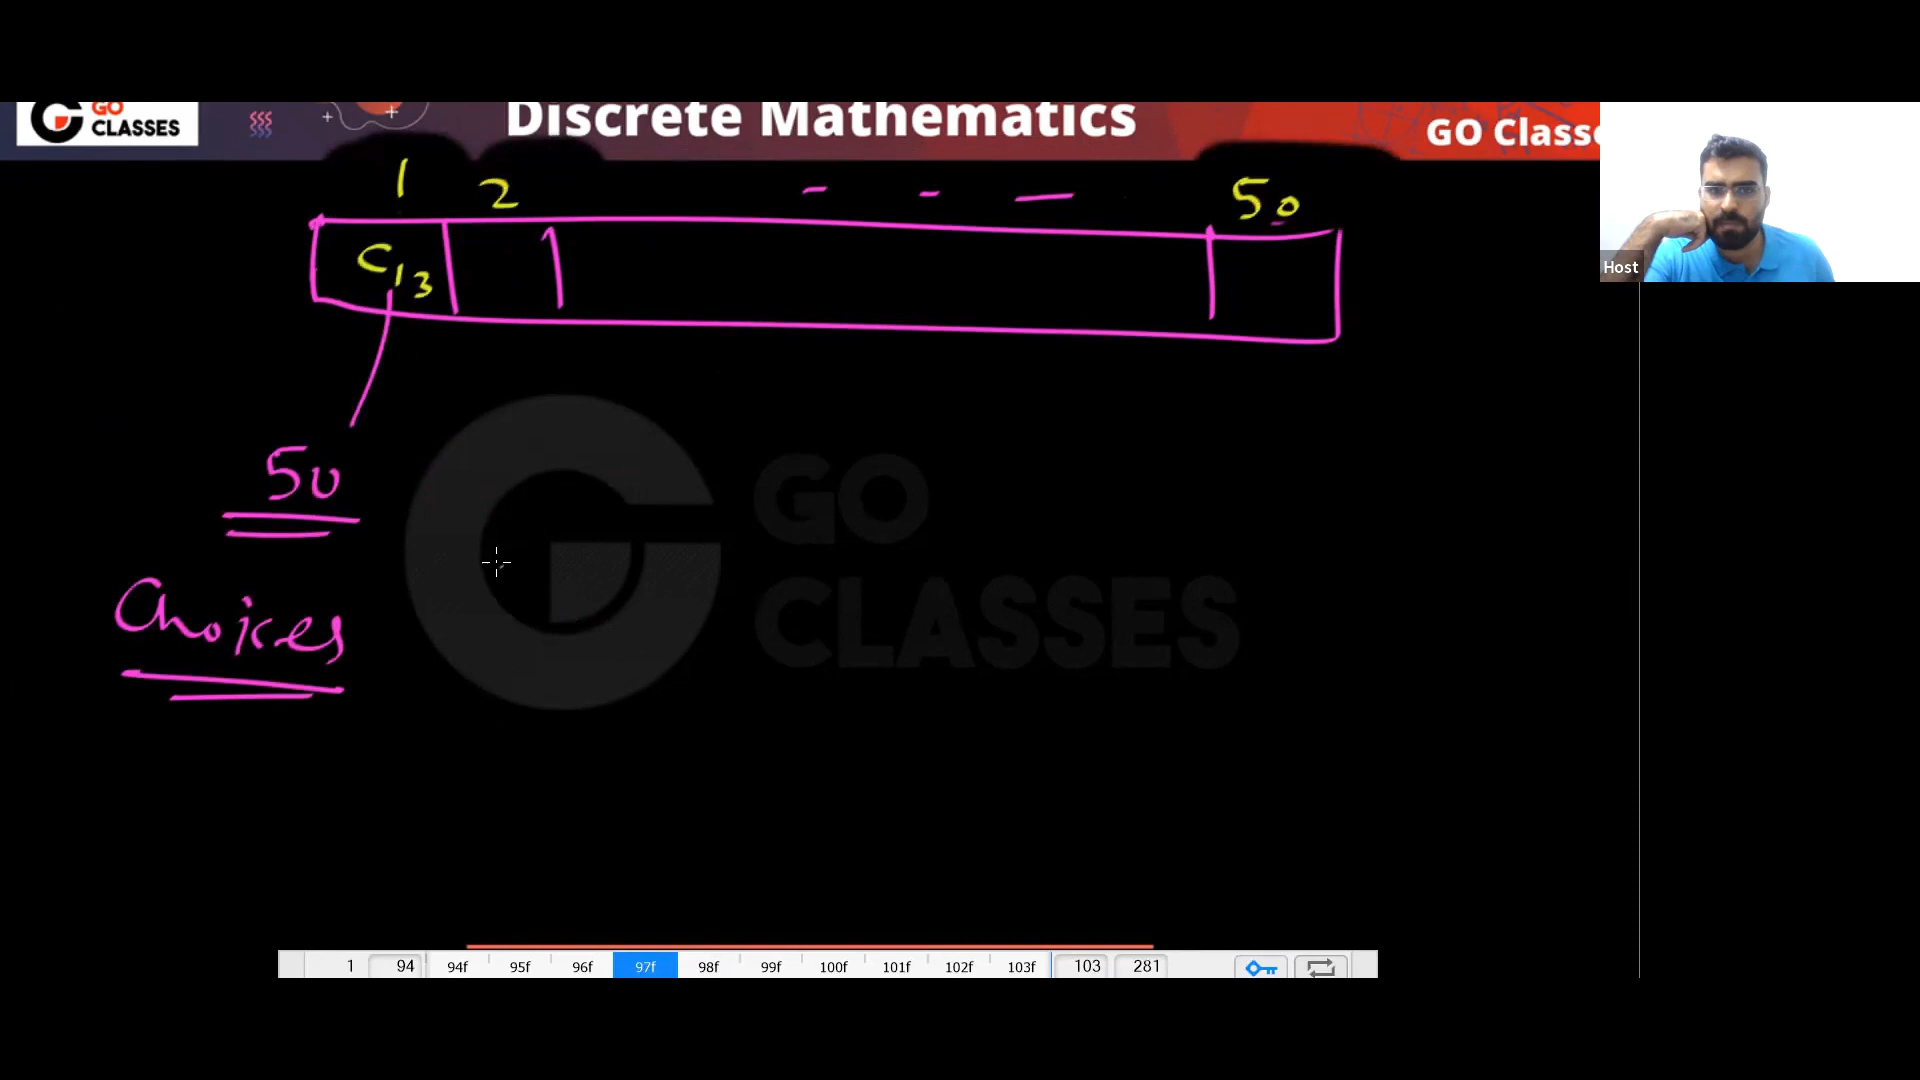 GO
CLASSES
Discrete Mathematics
GO Classe
1 2 - - — 50
C13
Host
50
Choices
GO
CLASSES
1 94 94f 95f 96f 97f 98f 99f 100f 101f 102f 103f 103 281